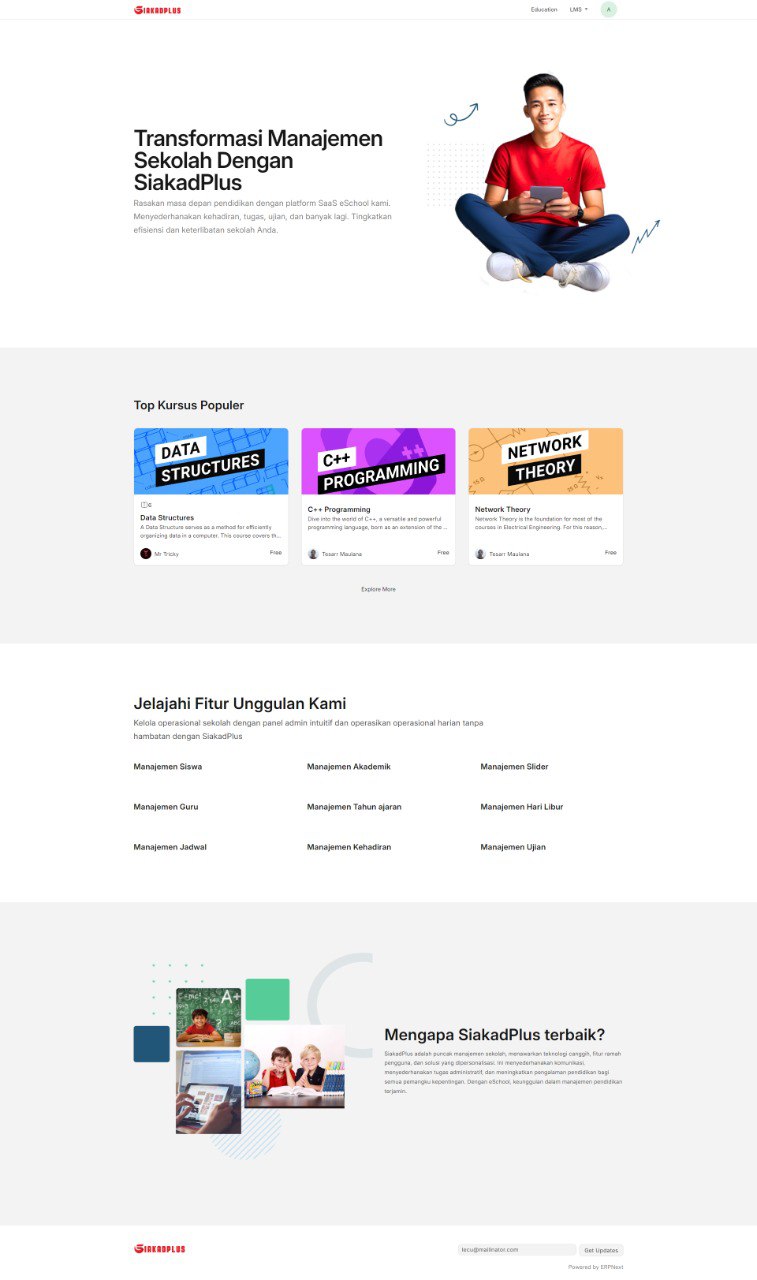 SIAKADPLUS
Education
LMS
A
Transformasi Manajemen
Sekolah Dengan
SiakadPlus
Rasakan masa depan pendidikan dengan platform SaaS eSchool kami.
Menyederhanakan kehadiran, tugas, ujian, dan banyak lagi. Tingkatkan
efisiensi dan keterlibatan sekolah Anda.
Top Kursus Populer
DATA
STRUCTURES
C++
PROGRAMMING
NETWORK
THEORY
6
Data Structures
A Data Structure serves as a method for efficiently
organizing data in a computer. This course covers th...
Mr Tricky
Free
C++ Programming
Dive into the world of C++, a versatile and powerful
programming language, born as an extension of the ...
Tesarr Maulana
Free
Network Theory
Network Theory is the foundation for most of the
courses in Electrical Engineering. For this reason,...
Tesarr Maulana
Free
Explore More
Jelajahi Fitur Unggulan Kami
Kelola operasional sekolah dengan panel admin intuitif dan operasikan operasional harian tanpa
hambatan dengan SiakadPlus
Manajemen Siswa
Manajemen Akademik
Manajemen Slider
Manajemen Guru
Manajemen Tahun ajaran
Manajemen Hari Libur
Manajemen Jadwal
Manajemen Kehadiran
Manajemen Ujian
A+
Mengapa SiakadPlus terbaik?
SiakadPlus adalah puncak manajemen sekolah, menawarkan teknologi canggih, fitur ramah
pengguna, dan solusi yang dipersonalisasi. Ini menyederhanakan komunikasi,
menyederhanakan tugas administratif, dan meningkatkan pengalaman pendidikan bagi
semua pemangku kepentingan. Dengan eSchool, keunggulan dalam manajemen pendidikan
terjamin.
SIAKADPLUS
lecu@mailinator.com
Get Updates
Powered by ERPNext